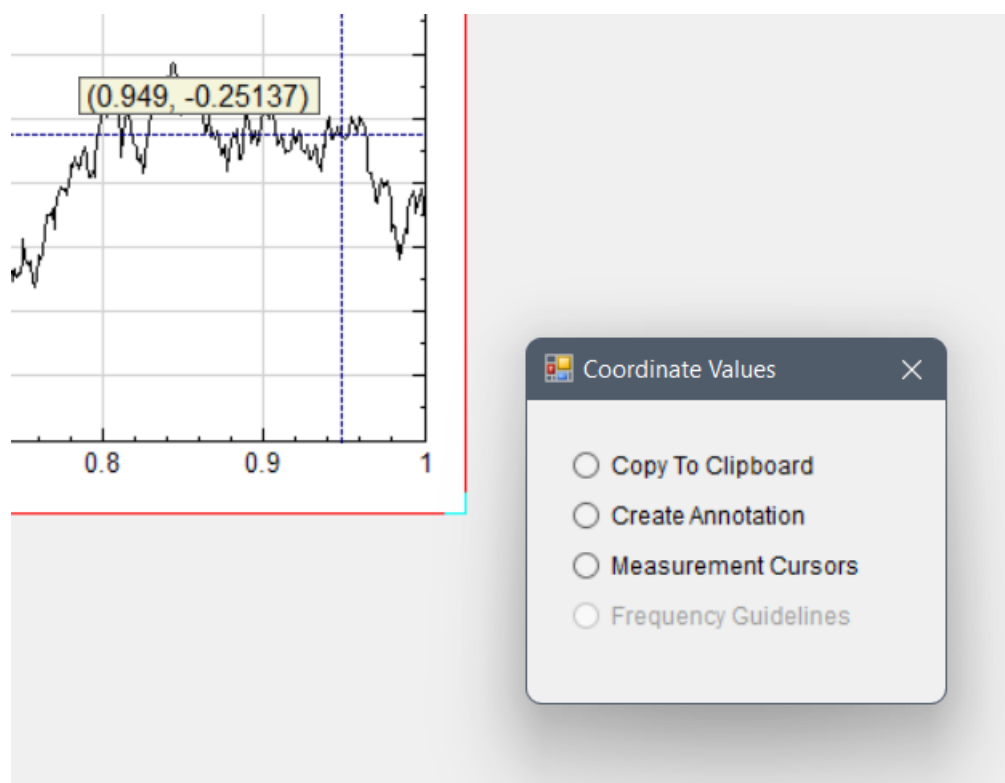 (0.949, -0.25137)
0.8 0.9 1
Coordinate Values
Copy To Clipboard
Create Annotation
Measurement Cursors
Frequency Guidelines